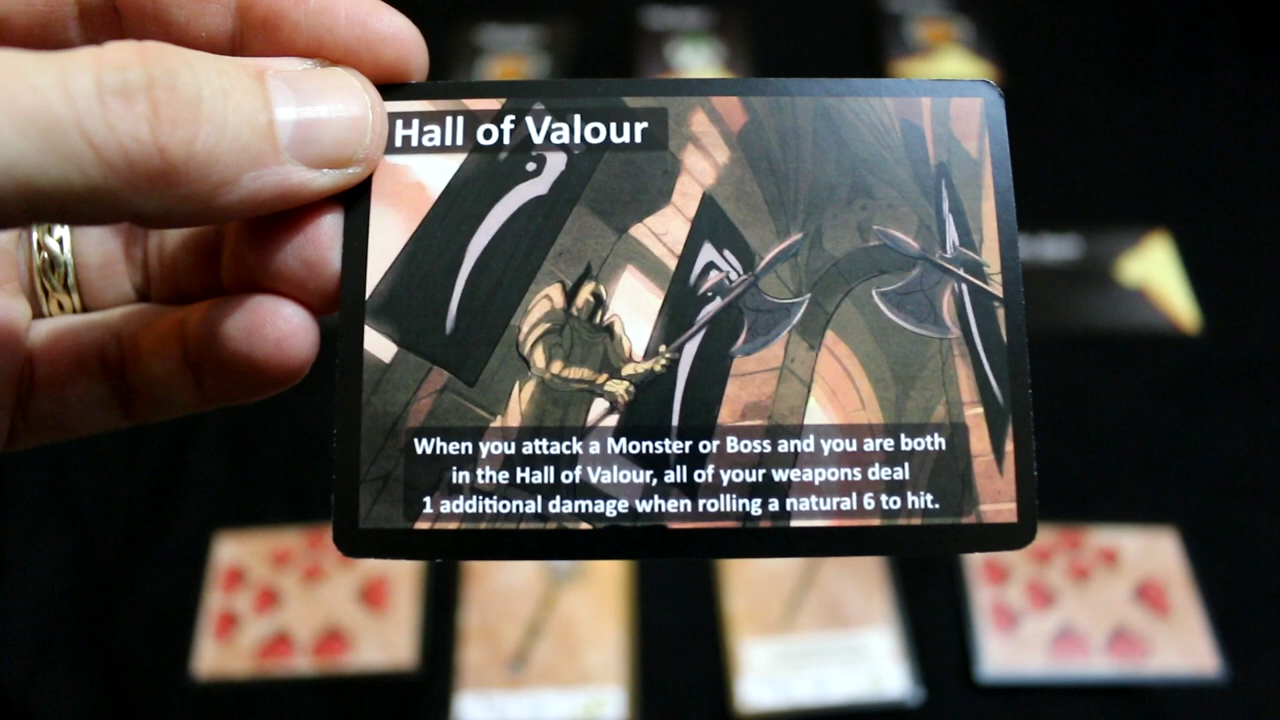 Hall of Valour
When you attack a Monster or Boss and you are both
in the Hall of Valour, all of your weapons deal
1 additional damage when rolling a natural 6 to hit.